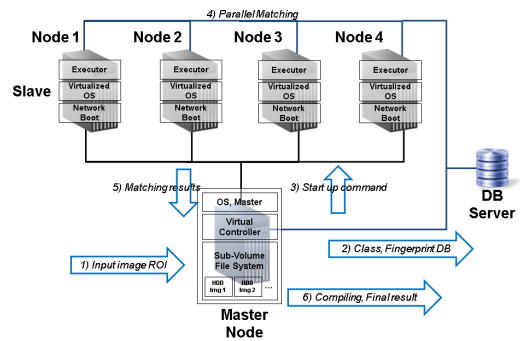 4) Parallel Matching
Node 1 Node 2 Node 3 Node 4
Slave
Executor Executor Executor Executor
Virtualized OS Virtualized OS Virtualized OS Virtualized OS
Network Boot Network Boot Network Boot Network Boot
5) Matching results
3) Start up command
DB
Server
OS, Master
Virtual
Controller
2) Class, Fingerprint DB
1) Input image ROI
Sub-Volume
File System
HDD Img 1 HDD Img 2 ...
6) Compiling, Final result
Master
Node